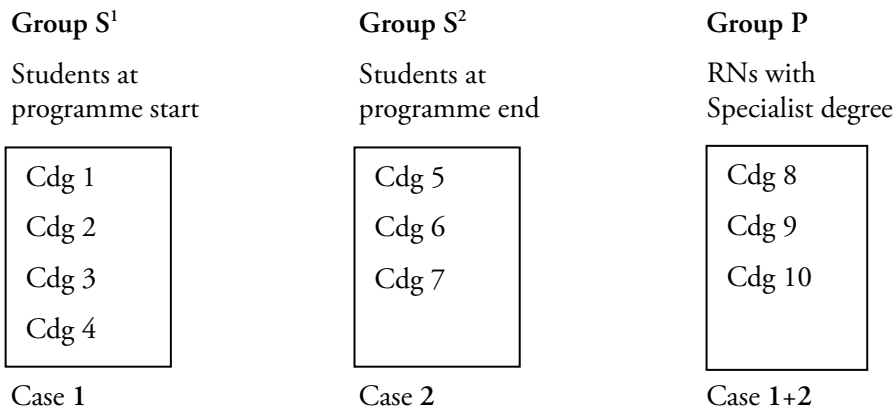 Group S¹
Students at
programme start
Cdg 1
Cdg 2
Cdg 3
Cdg 4
Case 1
Group S²
Students at
programme end
Cdg 5
Cdg 6
Cdg 7
Case 2
Group P
RNs with
Specialist degree
Cdg 8
Cdg 9
Cdg 10
Case 1+2